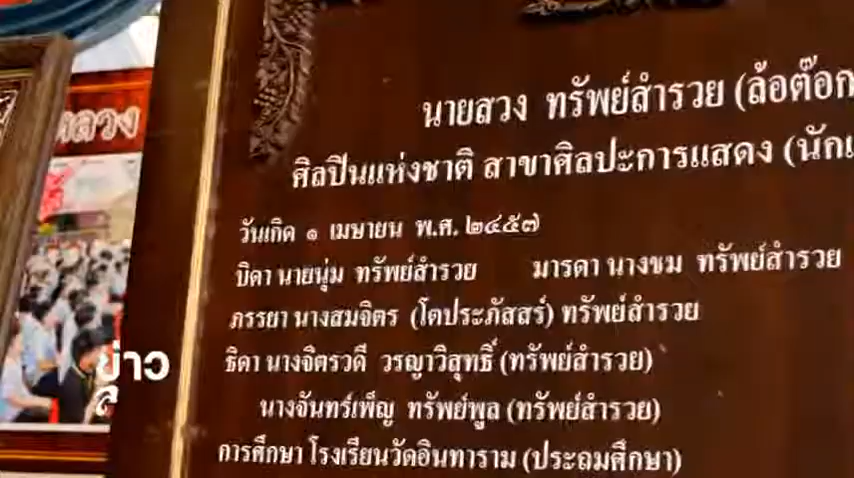 นายสวง ทรัพย์สำรวย (ล้อต๊อก
ศิลปินแห่งชาติ สาขาศิลปะการแสดง (นัก
วันเกิด ๑ เมษายน พ.ศ. ๒๔๕๗
บิดา นายนุ่ม ทรัพย์สำรวย มารดา นางชม ทรัพย์สำรวย
ภรรยา นางสมจิตร (โตประภัสสร์) ทรัพย์สำรวย
ธิดา นางจิตรวดี วรญาวิสุทธิ์ (ทรัพย์สำรวย)
นางจันทร์เพ็ญ ทรัพย์พูล (ทรัพย์สำรวย)
การศึกษา โรงเรียนวัดอินทาราม (ประถมศึกษา)
หลวง
ข่าว